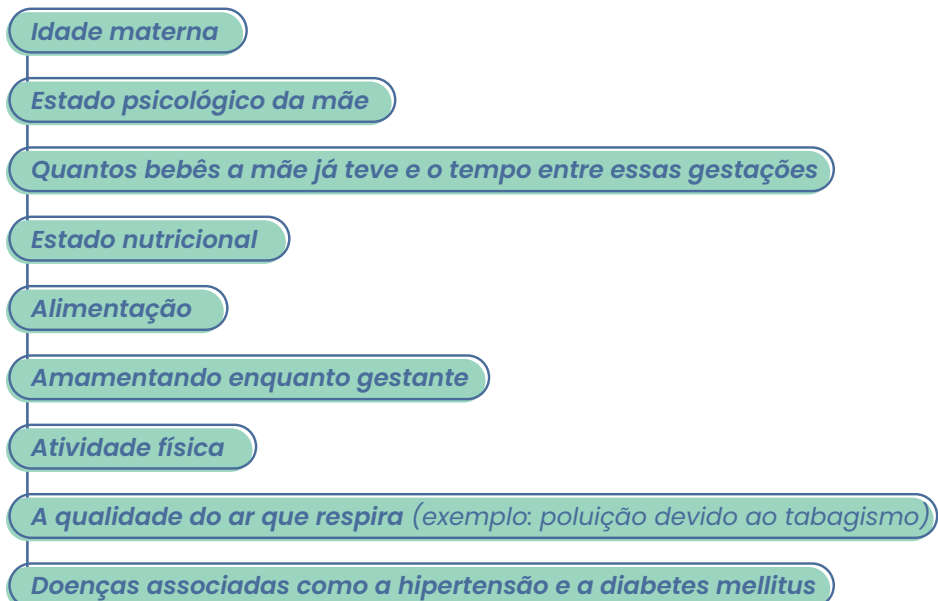 Idade materna
Estado psicológico da mãe
Quantos bebês a mãe já teve e o tempo entre essas gestações
Estado nutricional
Alimentação
Amamentando enquanto gestante
Atividade física
A qualidade do ar que respira (exemplo: poluição devido ao tabagismo)
Doenças associadas como a hipertensão e a diabetes mellitus